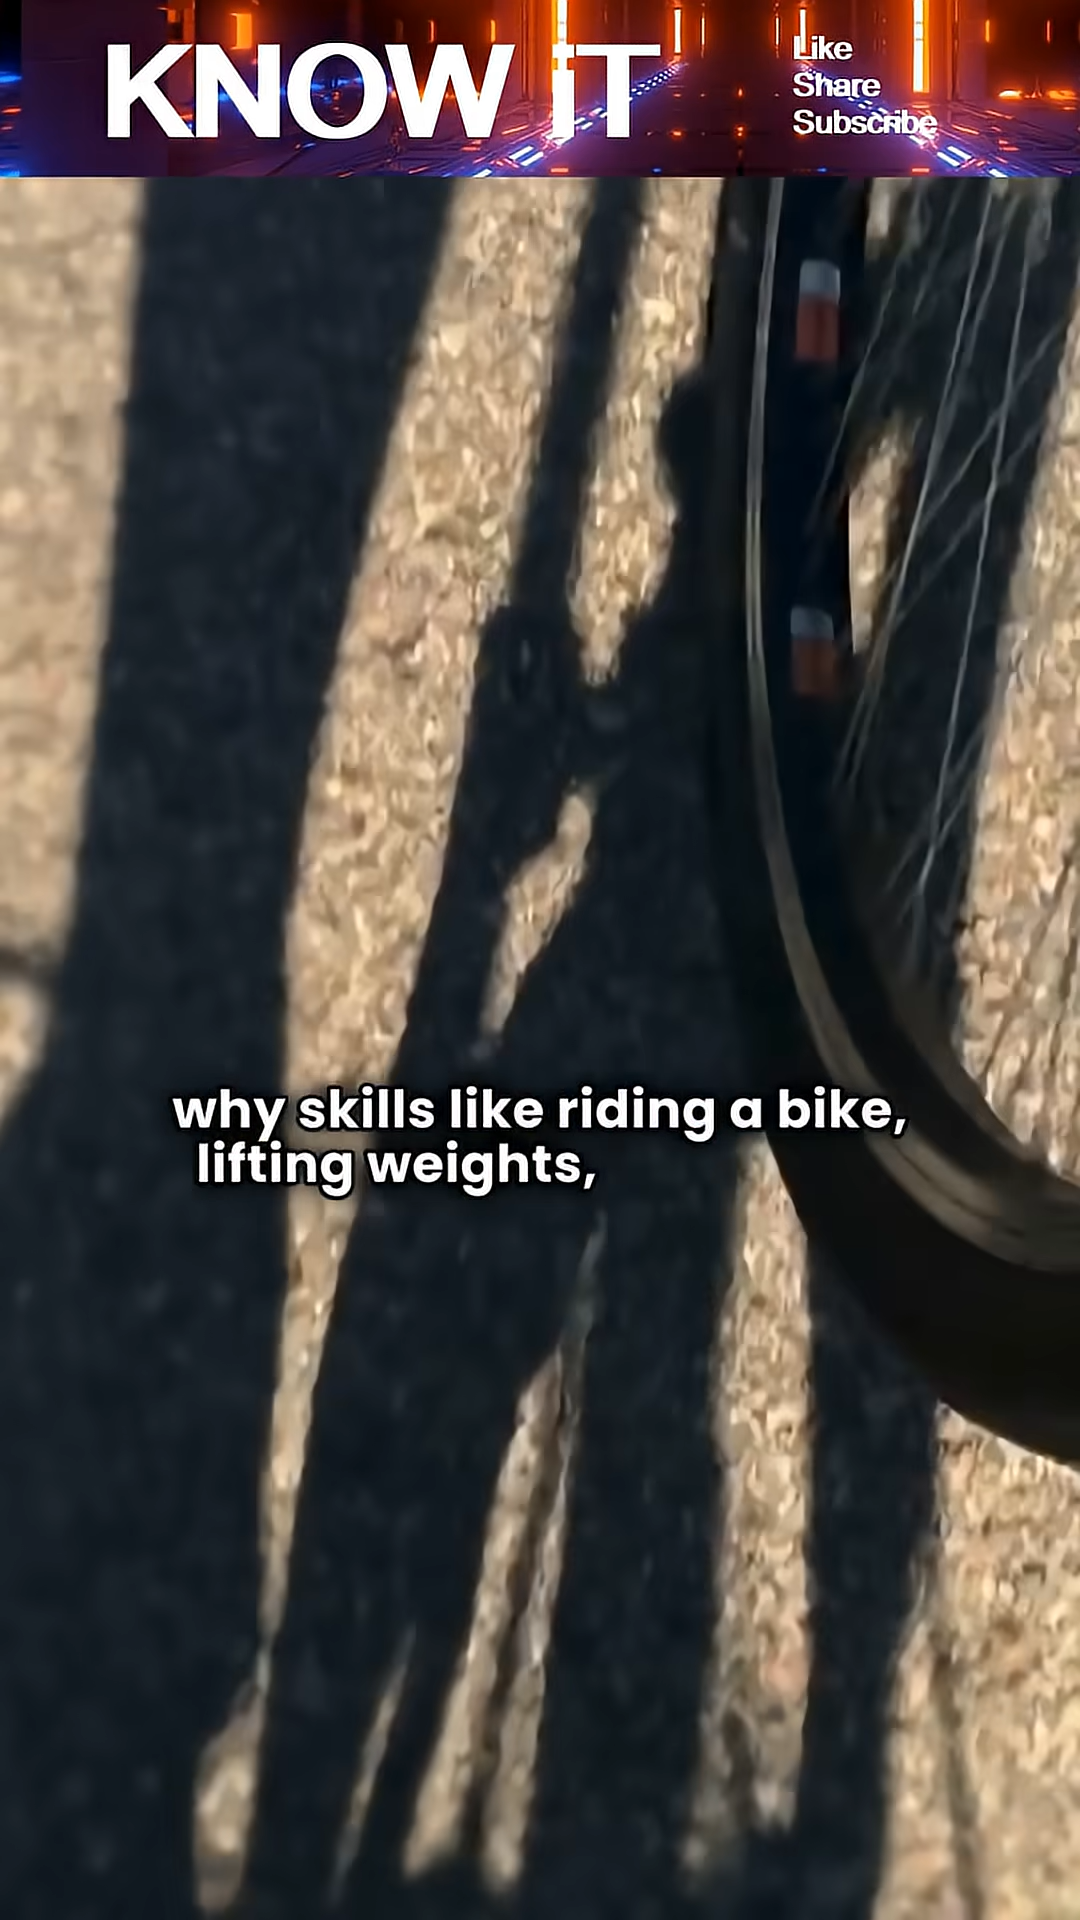 KNOW iT
Like
Share
Subscribe
why skills like riding a bike,
lifting weights,